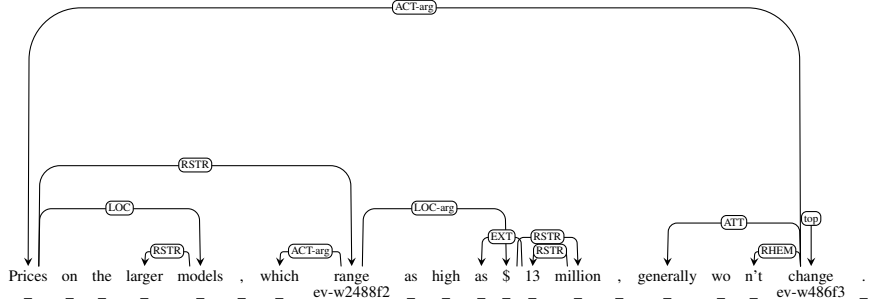 ACT-arg
RSTR
LOC LOC-arg
top
ATT
EXT RSTR
RSTR ACT-arg RSTR RHEM
Prices on the larger models , which range as high as $ 13 million , generally wo n't change .
_ _ _ _ _ _ _ ev-w2488f2 _ _ _ _ _ _ _ _ _ _ ev-w486f3 _